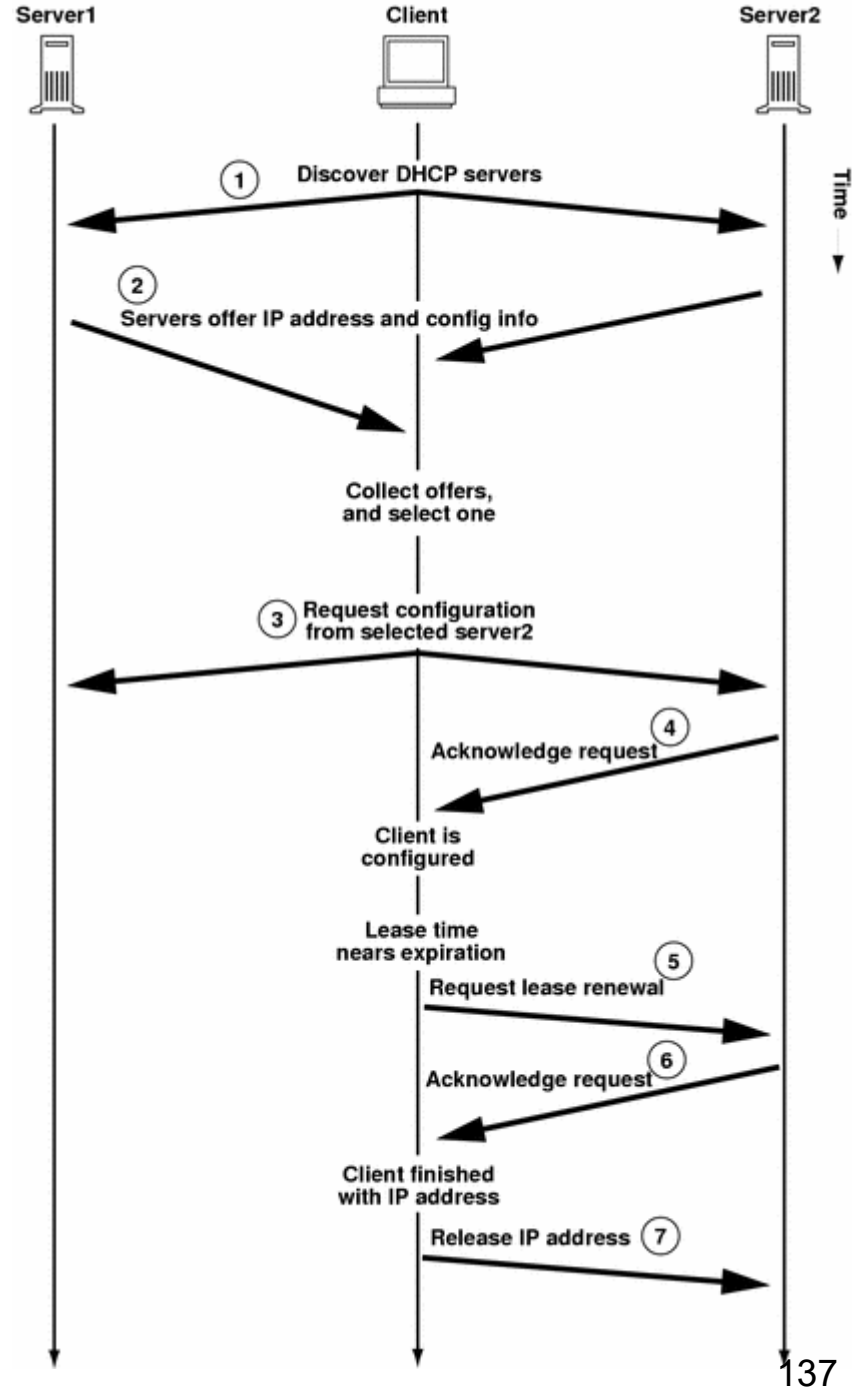 Server1
Client
Server2
Time
1
Discover DHCP servers
2
Servers offer IP address and config info
Collect offers,
and select one
3
Request configuration
from selected server2
4
Acknowledge request
Client is
configured
Lease time
nears expiration
5
Request lease renewal
6
Acknowledge request
Client finished
with IP address
Release IP address
7
137